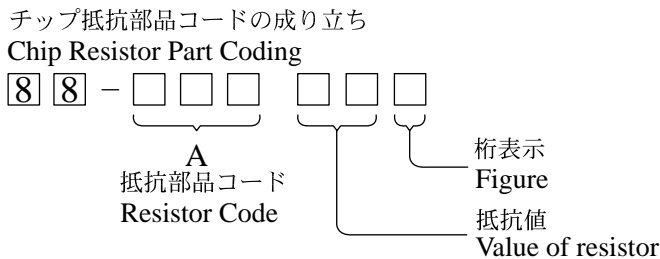 チップ抵抗部品コードの成り立ち
Chip Resistor Part Coding
8 8 − □ □ □ □ □ □
A
抵抗部品コード
Resistor Code
桁表示
Figure
抵抗値
Value of resistor